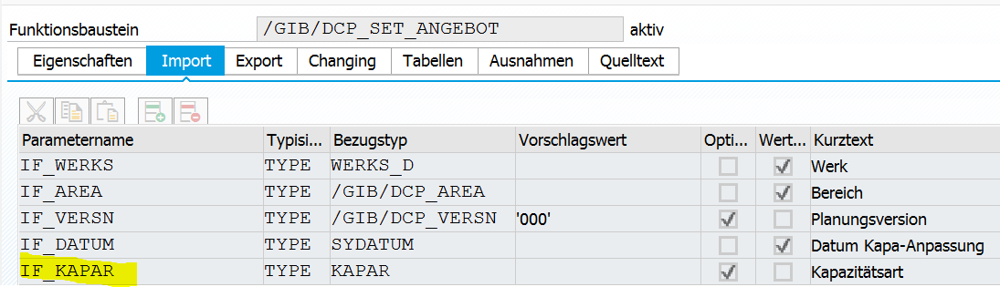 Funktionsbaustein /GIB/DCP_SET_ANGEBOT aktiv
Eigenschaften Import Export Changing Tabellen Ausnahmen Quelltext
Parametername Typisi... Bezugstyp Vorschlagswert Opti... Wert... Kurztext
IF_WERKS TYPE WERKS_D Werk
IF_AREA TYPE /GIB/DCP_AREA Bereich
IF_VERSN TYPE /GIB/DCP_VERSN '000' Planungsversion
IF_DATUM TYPE SYDATUM Datum Kapa-Anpassung
IF_KAPAR TYPE KAPAR Kapazitätsart